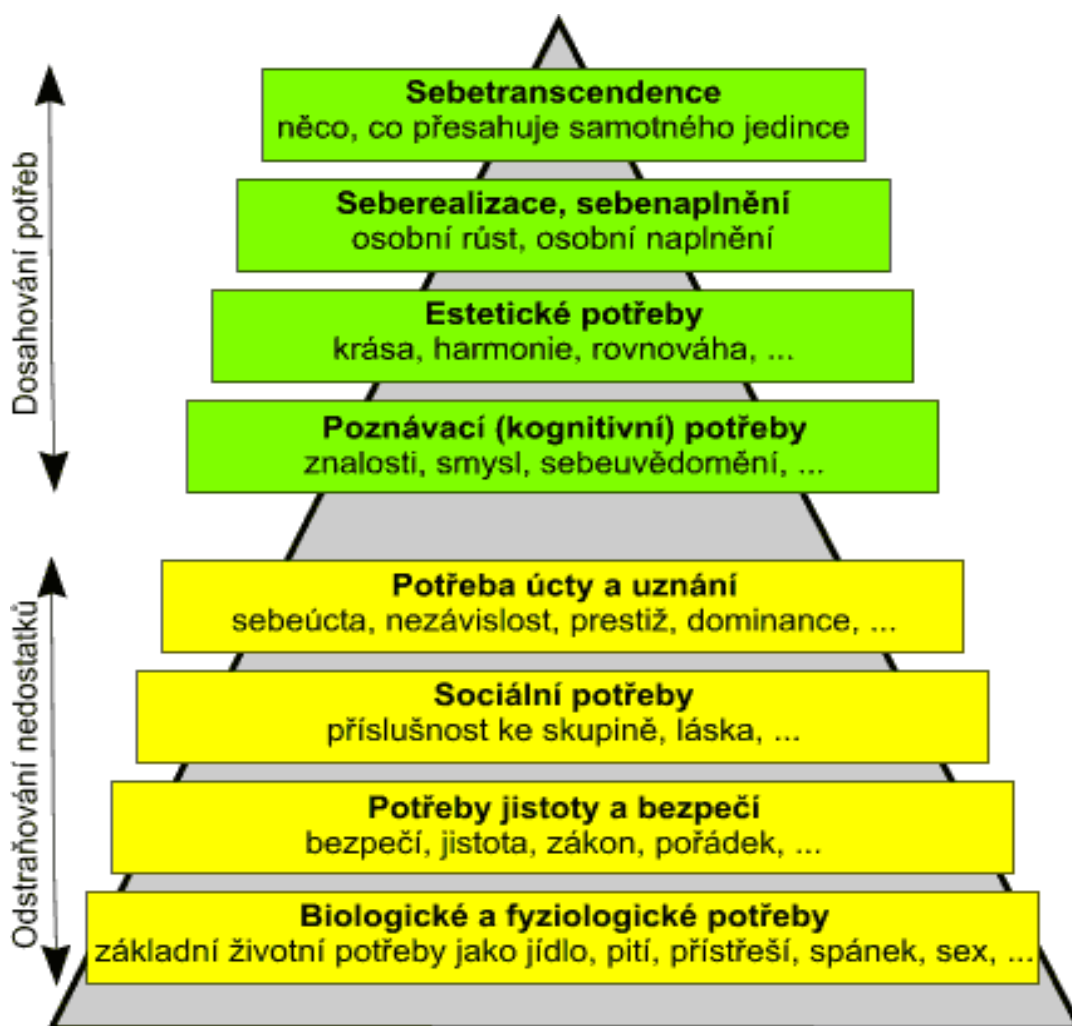 Sebetranscendence
něco, co přesahuje samotného jedince
Seberealizace, sebenaplnění
osobní růst, osobní naplnění
Estetické potřeby
krása, harmonie, rovnováha, ...
Poznávací (kognitivní) potřeby
znalosti, smysl, sebeuvědomění, ...
Dosahování potřeb
Potřeba úcty a uznání
sebeúcta, nezávislost, prestiž, dominance, ...
Sociální potřeby
příslušnost ke skupině, láska, ...
Potřeby jistoty a bezpečí
bezpečí, jistota, zákon, pořádek, ...
Biologické a fyziologické potřeby
základní životní potřeby jako jídlo, pití, přístřeší, spánek, sex, ...
Odstraňování nedostatků